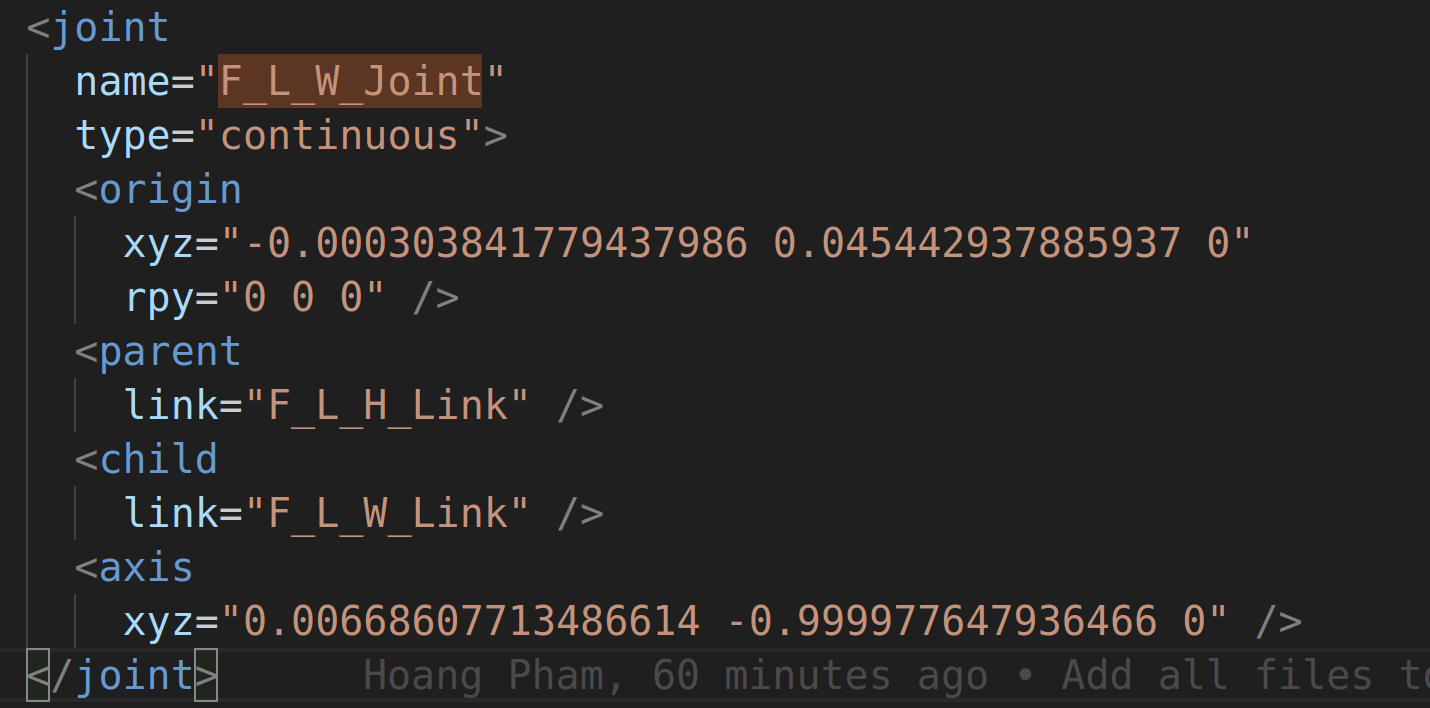 <joint
name="F_L_W_Joint"
type="continuous">
<origin
xyz="-0.000303841779437986 0.045442937885937 0"
rpy="0 0 0" />
<parent
link="F_L_H_Link" />
<child
link="F_L_W_Link" />
<axis
xyz="0.00668607713486614 -0.999977647936466 0" />
</joint> Hoang Pham, 60 minutes ago • Add all files to